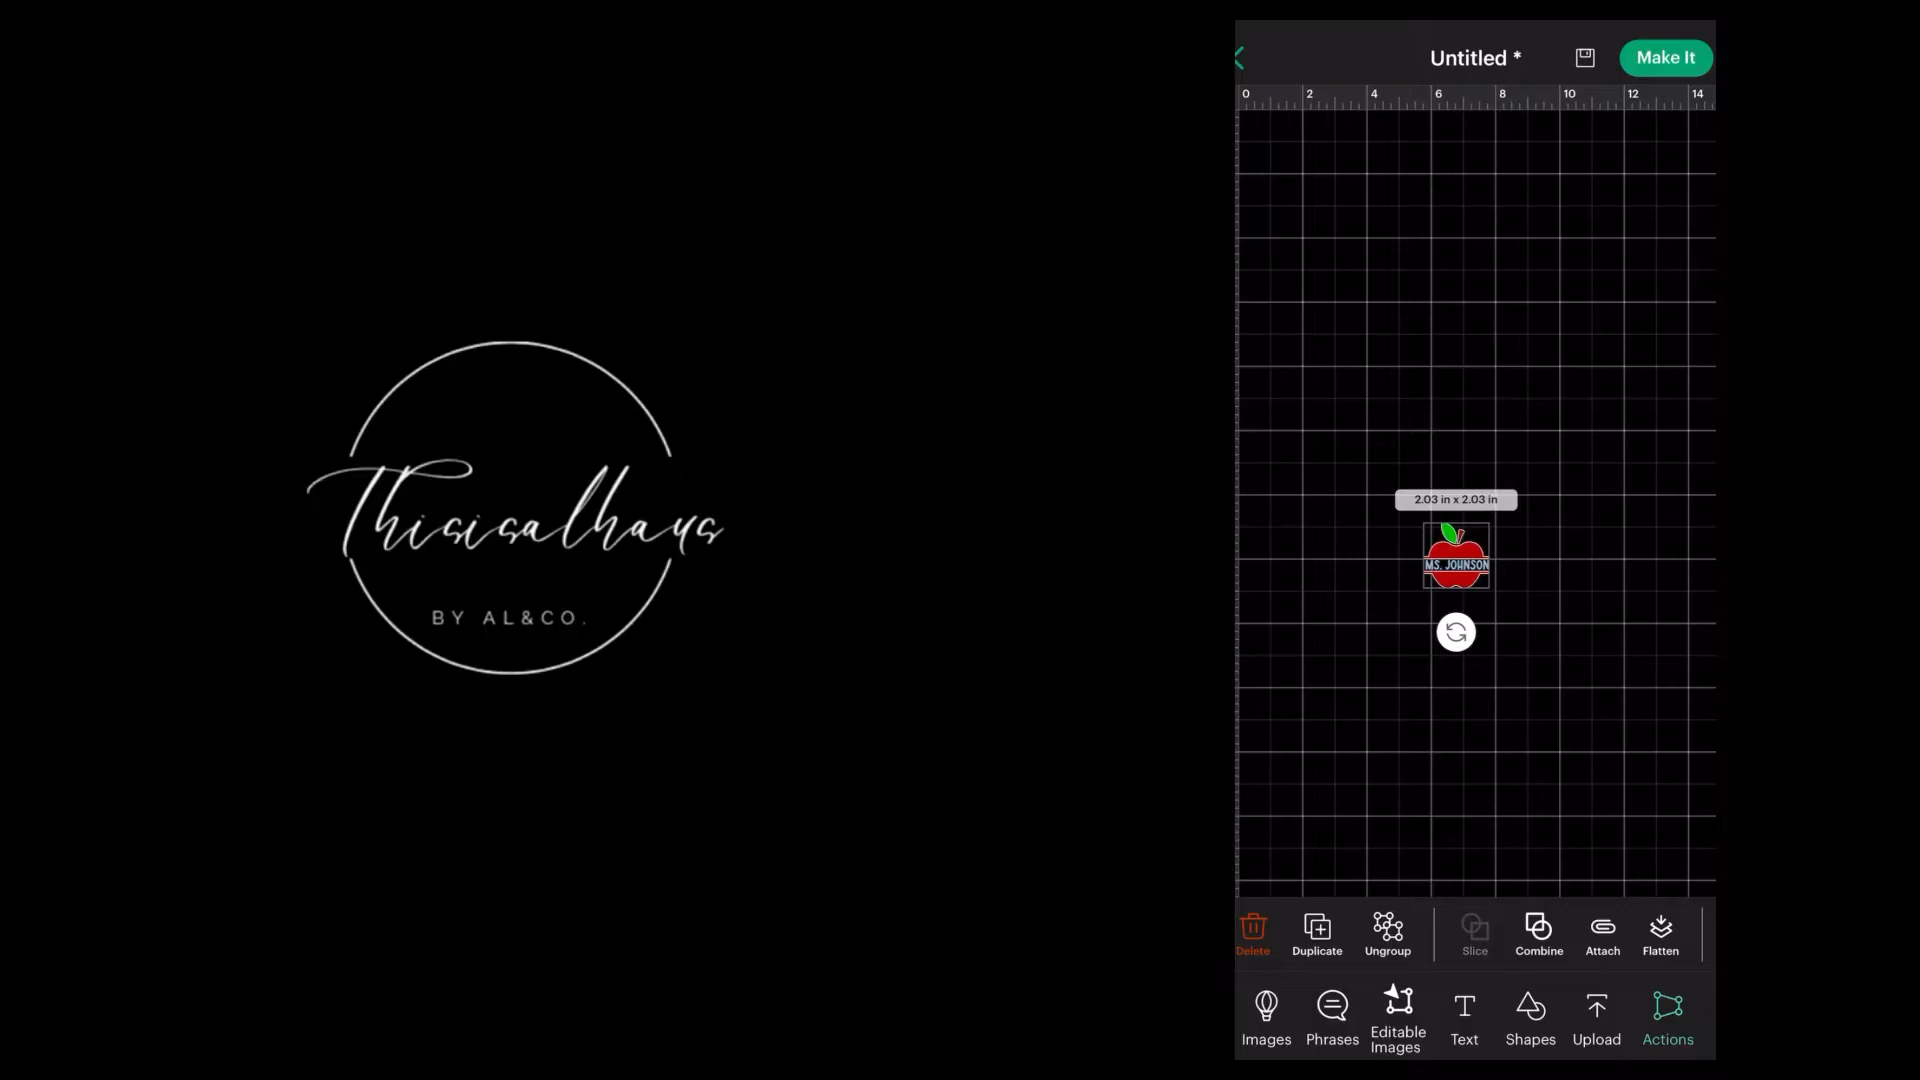 Thisisalhaus
BY AL&CO.
Untitled *
Make It
0 2 4 6 8 10 12 14
2.03 in x 2.03 in
MS. JOHNSON
Delete Duplicate Ungroup Slice Combine Attach Flatten
Images Phrases Editable Images Text Shapes Upload Actions